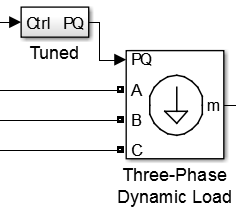 Ctrl PQ
Tuned
PQ
A
m
B
C
Three-Phase
Dynamic Load